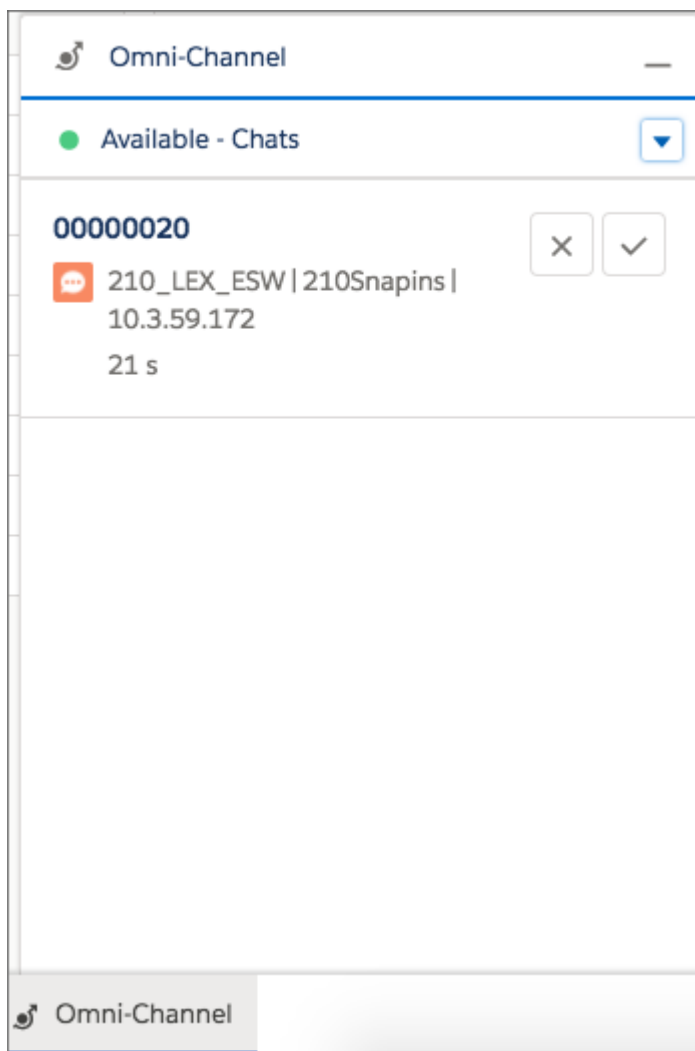 Omni-Channel
Available - Chats
00000020
210_LEX_ESW | 210Snapins |
10.3.59.172
21 s
Omni-Channel